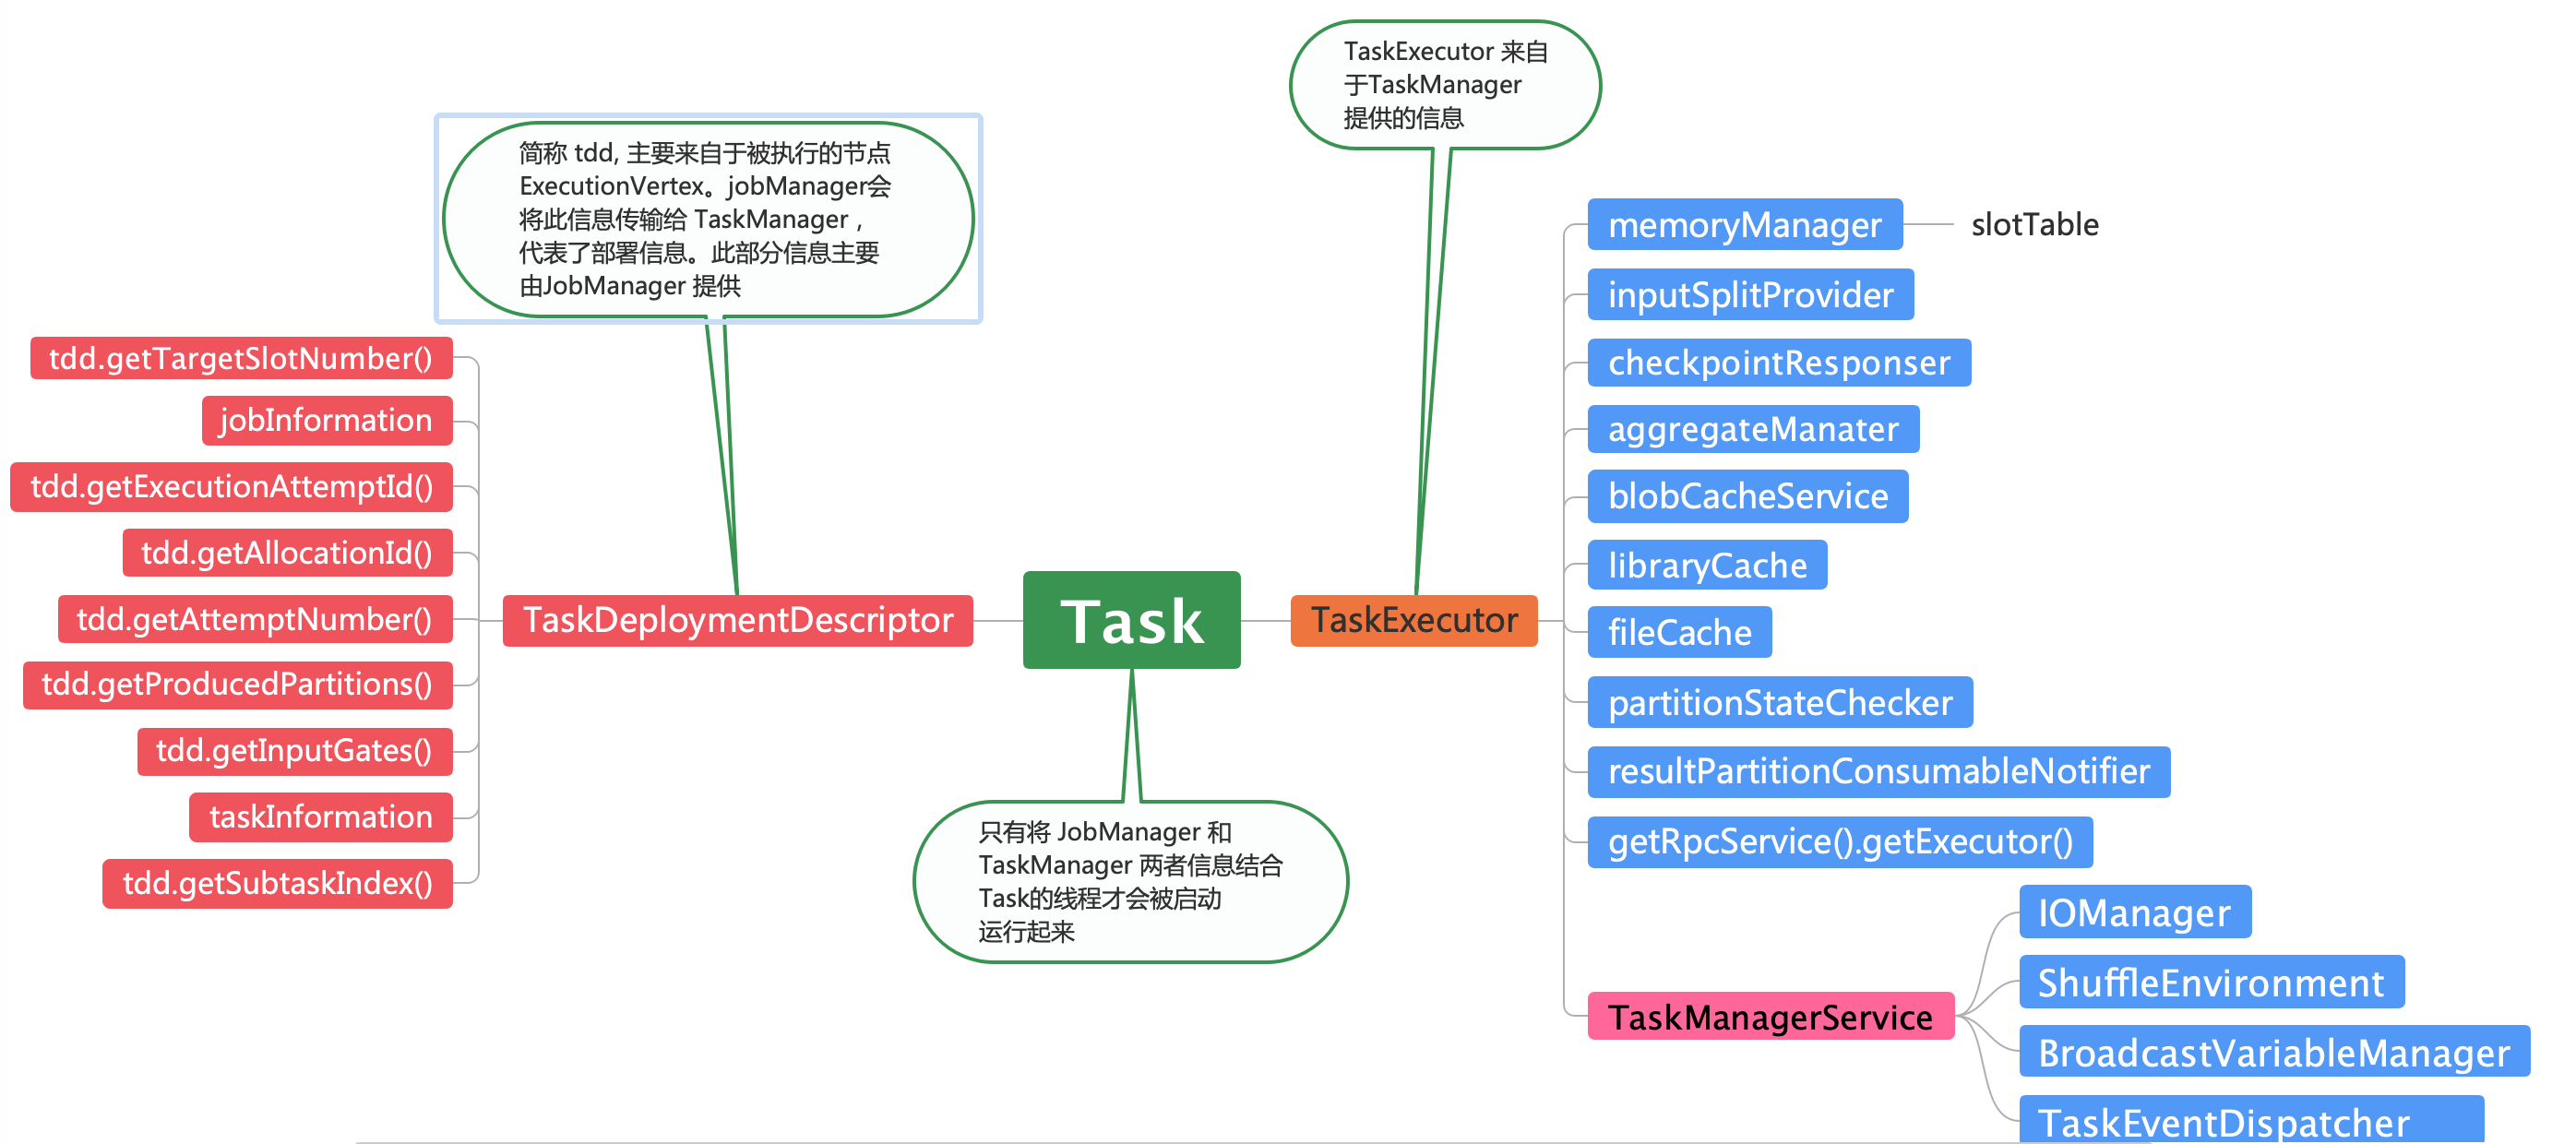 TaskExecutor 来自
于TaskManager
提供的信息
简称 tdd, 主要来自于被执行的节点
ExecutionVertex。jobManager会
将此信息传输给 TaskManager ,
代表了部署信息。此部分信息主要
由JobManager 提供
tdd.getTargetSlotNumber()
jobInformation
tdd.getExecutionAttemptId()
tdd.getAllocationId()
tdd.getAttemptNumber()
tdd.getProducedPartitions()
tdd.getInputGates()
taskInformation
tdd.getSubtaskIndex()
TaskDeploymentDescriptor
Task
TaskExecutor
只有将 JobManager 和
TaskManager 两者信息结合
Task的线程才会被启动
运行起来
memoryManager
slotTable
inputSplitProvider
checkpointResponser
aggregateManater
blobCacheService
libraryCache
fileCache
partitionStateChecker
resultPartitionConsumableNotifier
getRpcService().getExecutor()
TaskManagerService
IOManager
ShuffleEnvironment
BroadcastVariableManager
TaskEventDispatcher